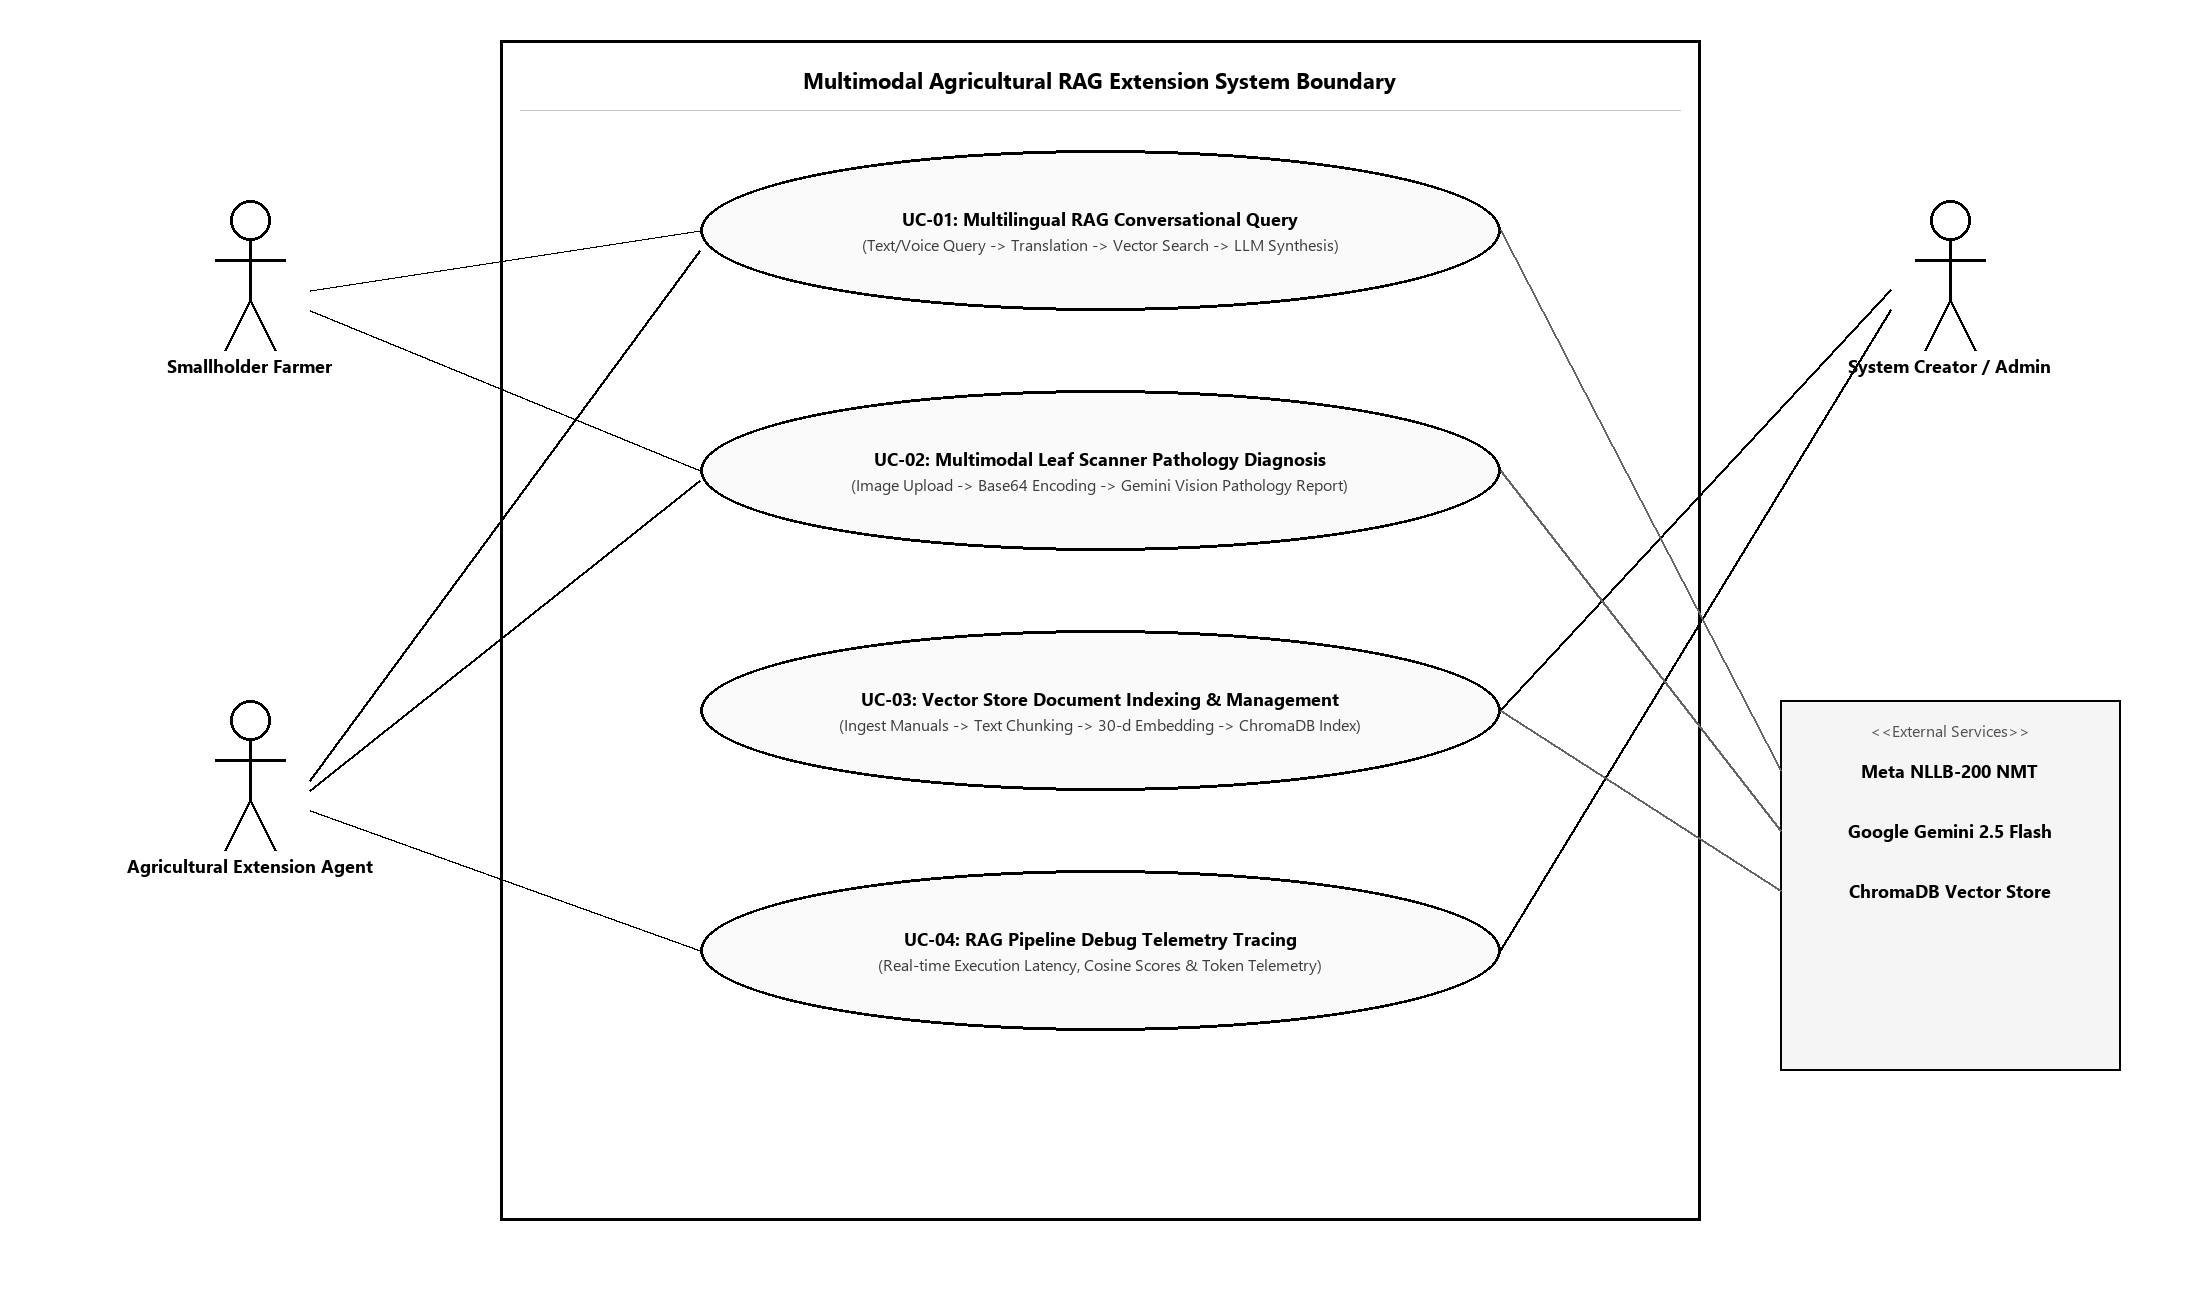 Multimodal Agricultural RAG Extension System Boundary
UC-01: Multilingual RAG Conversational Query
(Text/Voice Query -> Translation -> Vector Search -> LLM Synthesis)
Smallholder Farmer
System Creator / Admin
UC-02: Multimodal Leaf Scanner Pathology Diagnosis
(Image Upload -> Base64 Encoding -> Gemini Vision Pathology Report)
UC-03: Vector Store Document Indexing & Management
(Ingest Manuals -> Text Chunking -> 30-d Embedding -> ChromaDB Index)
<<External Services>>
Meta NLLB-200 NMT
Google Gemini 2.5 Flash
ChromaDB Vector Store
Agricultural Extension Agent
UC-04: RAG Pipeline Debug Telemetry Tracing
(Real-time Execution Latency, Cosine Scores & Token Telemetry)